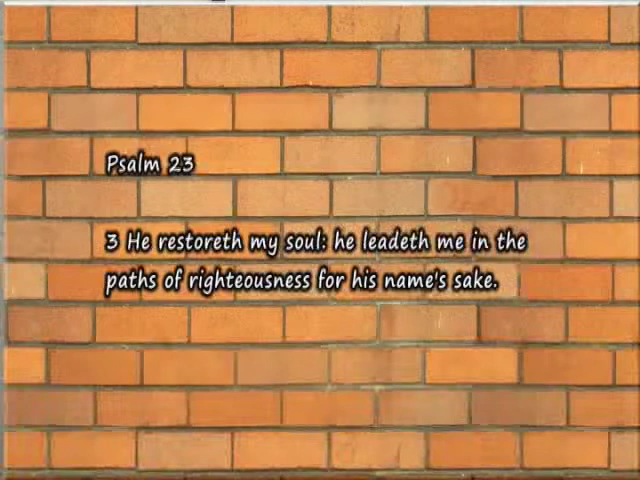 Psalm 23
3 He restoreth my soul: he leadeth me in the
paths of righteousness for his name's sake.